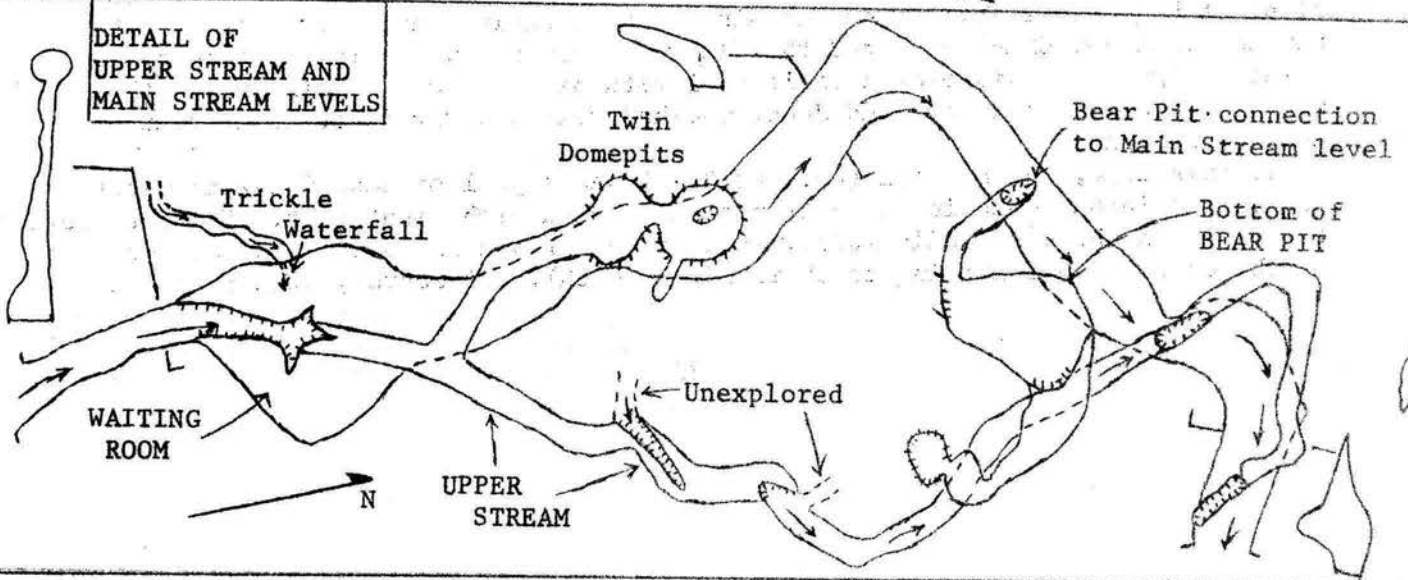 DETAIL OF
UPPER STREAM AND
MAIN STREAM LEVELS
Twin
Domepits
Bear Pit connection
to Main Stream level
Trickle
Waterfall
Bottom of
BEAR PIT
Unexplored
WAITING
ROOM
N
UPPER
STREAM